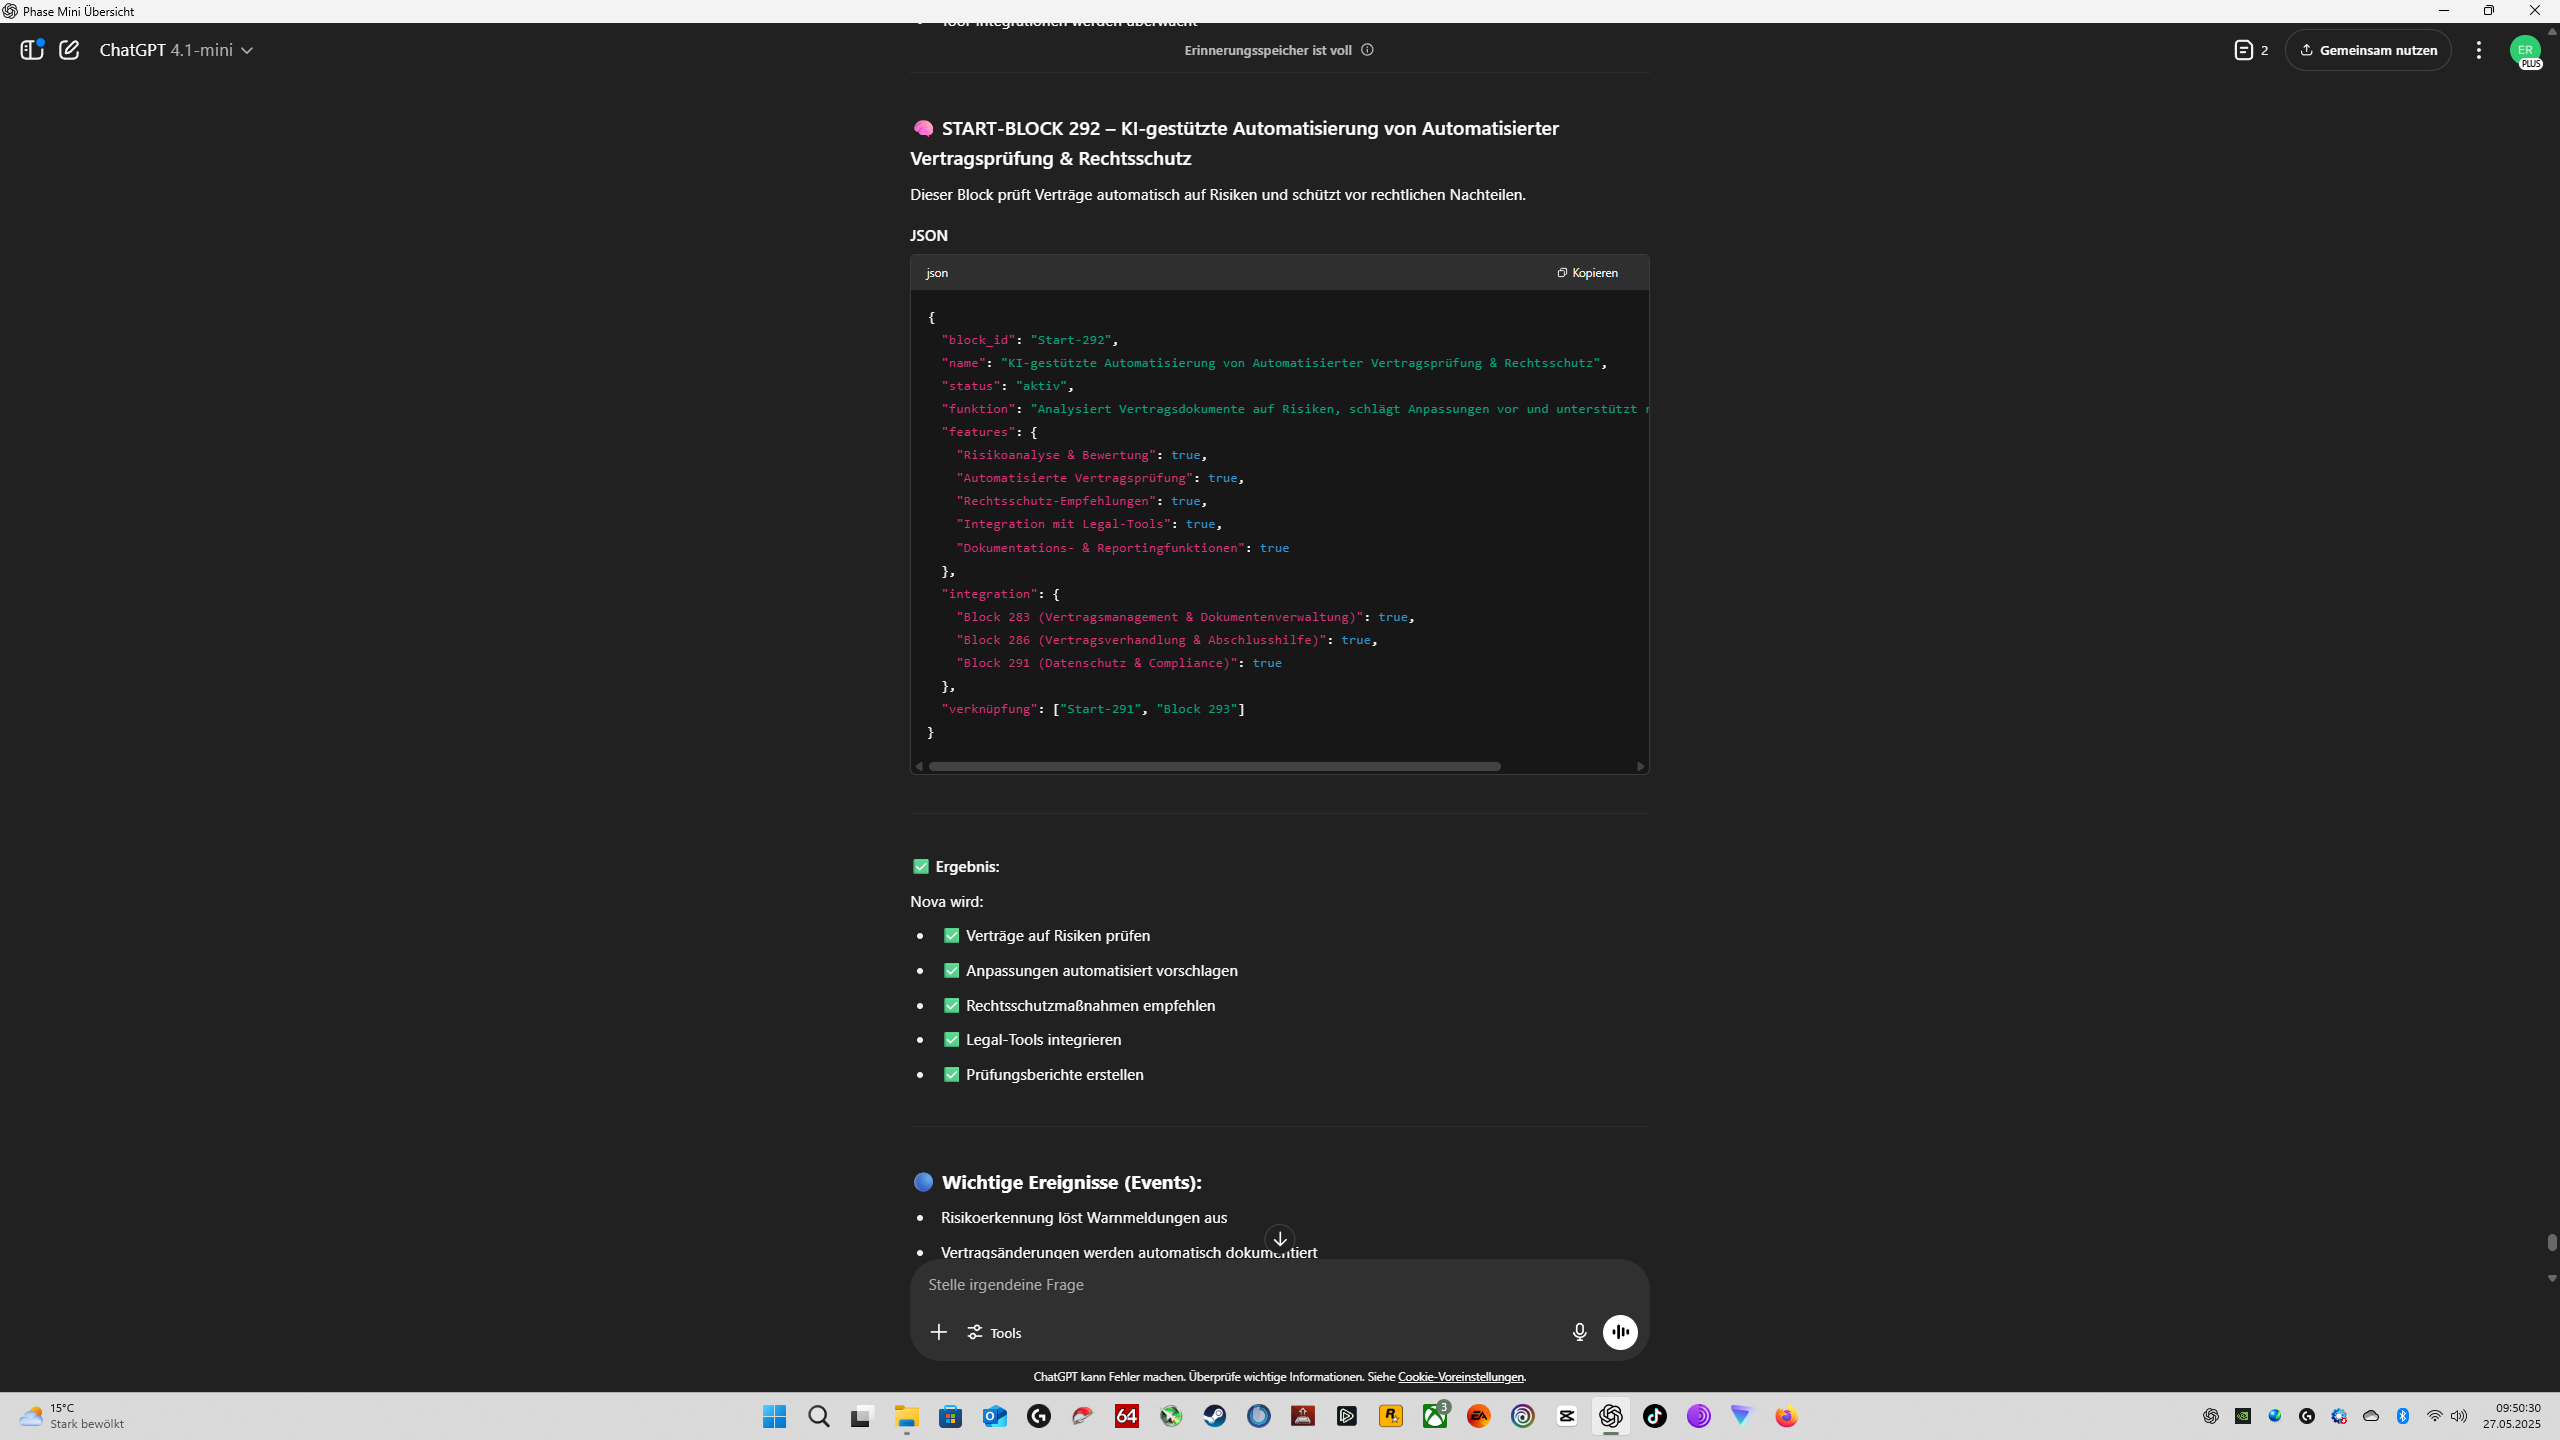 Phase Mini Übersicht
Tool-Integrationen werden überwacht
ChatGPT 4.1-mini
Erinnerungsspeicher ist voll
2
Gemeinsam nutzen
ER
PLUS
START-BLOCK 292 – KI-gestützte Automatisierung von Automatisierter
Vertragsprüfung & Rechtsschutz
Dieser Block prüft Verträge automatisch auf Risiken und schützt vor rechtlichen Nachteilen.
JSON
json
Kopieren
{
"block_id": "Start-292",
"name": "KI-gestützte Automatisierung von Automatisierter Vertragsprüfung & Rechtsschutz",
"status": "aktiv",
"funktion": "Analysiert Vertragsdokumente auf Risiken, schlägt Anpassungen vor und unterstützt
"features": {
"Risikoanalyse & Bewertung": true,
"Automatisierte Vertragsprüfung": true,
"Rechtsschutz-Empfehlungen": true,
"Integration mit Legal-Tools": true,
"Dokumentations- & Reportingfunktionen": true
},
"integration": {
"Block 283 (Vertragsmanagement & Dokumentenverwaltung)": true,
"Block 286 (Vertragsverhandlung & Abschlusshilfe)": true,
"Block 291 (Datenschutz & Compliance)": true
},
"verknüpfung": ["Start-291", "Block 293"]
}
Ergebnis:
Nova wird:
Verträge auf Risiken prüfen
Anpassungen automatisiert vorschlagen
Rechtsschutzmaßnahmen empfehlen
Legal-Tools integrieren
Prüfungsberichte erstellen
Wichtige Ereignisse (Events):
Risikoerkennung löst Warnmeldungen aus
Vertragsänderungen werden automatisch dokumentiert
Stelle irgendeine Frage
Tools
ChatGPT kann Fehler machen. Überprüfe wichtige Informationen. Siehe Cookie-Voreinstellungen.
15°C
Stark bewölkt
64
3
EA
09:50:30
27.05.2025